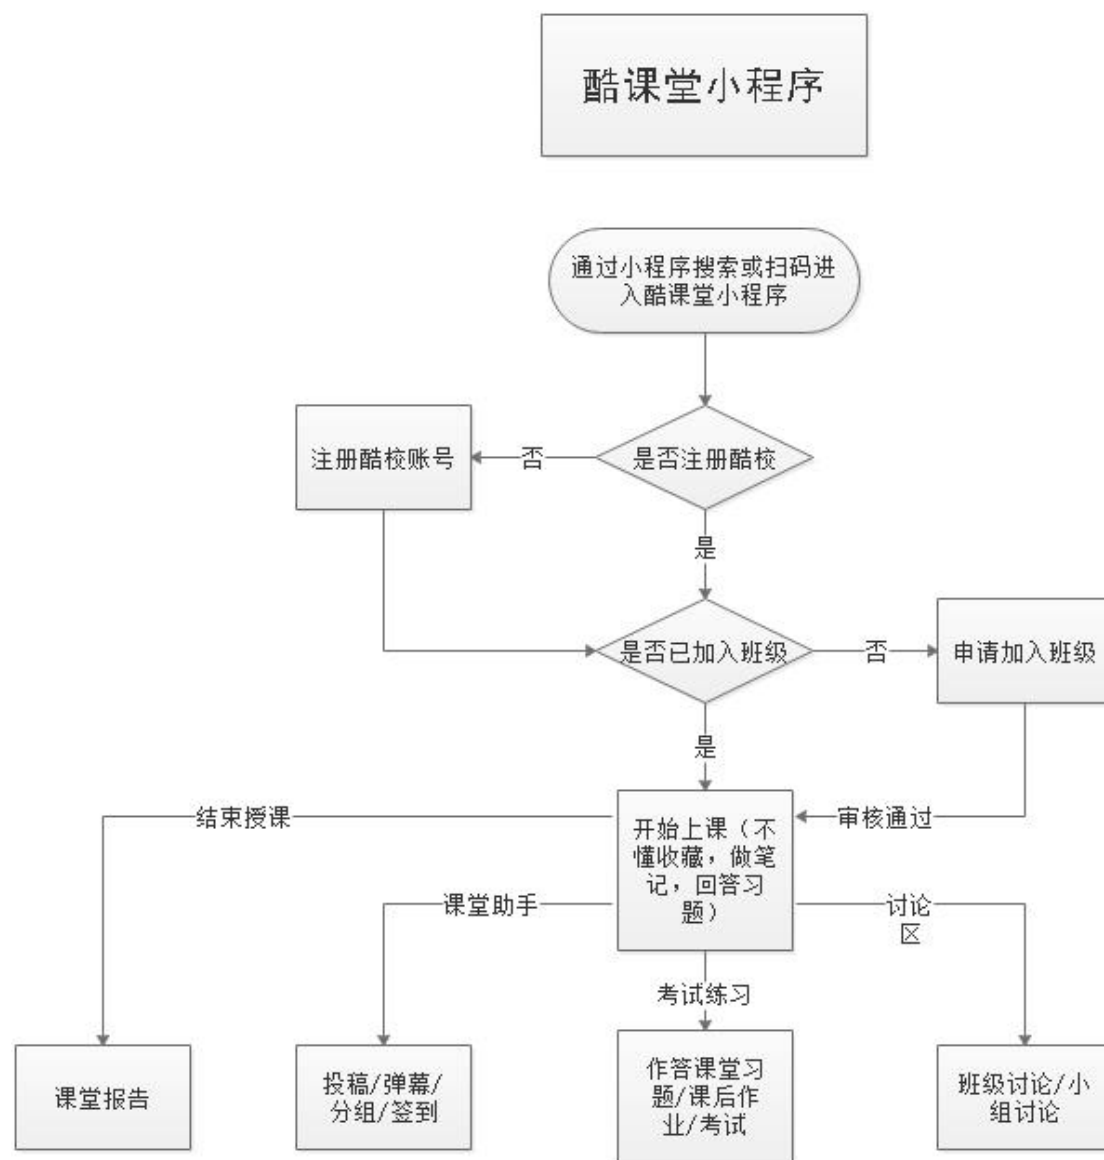 酷课堂小程序
通过小程序搜索或扫码进
入酷课堂小程序
注册酷校账号
否
是否注册酷校
是
是否已加入班级
否
申请加入班级
是
结束授课
开始上课（不
懂收藏，做笔
记，回答习
题）
审核通过
课堂助手
讨论
区
考试练习
课堂报告
投稿/弹幕/
分组/签到
作答课堂习
题/课后作
业/考试
班级讨论/小
组讨论